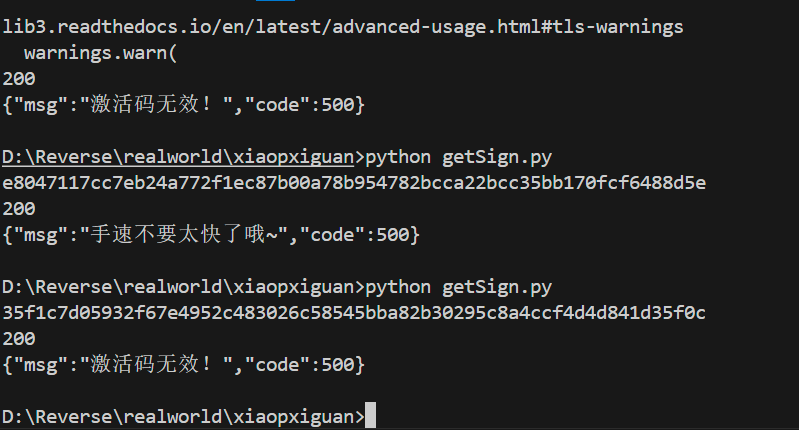 lib3.readthedocs.io/en/latest/advanced-usage.html#tls-warnings
  warnings.warn(
200
{"msg":"激活码无效！","code":500}
D:\Reverse\realworld\xiaopxiguan>python getSign.py
e8047117cc7eb24a772f1ec87b00a78b954782bcca22bcc35bb170fcf6488d5e
200
{"msg":"手速不要太快了哦~","code":500}
D:\Reverse\realworld\xiaopxiguan>python getSign.py
35f1c7d05932f67e4952c483026c58545bba82b30295c8a4ccf4d4d841d35f0c
200
{"msg":"激活码无效！","code":500}
D:\Reverse\realworld\xiaopxiguan>